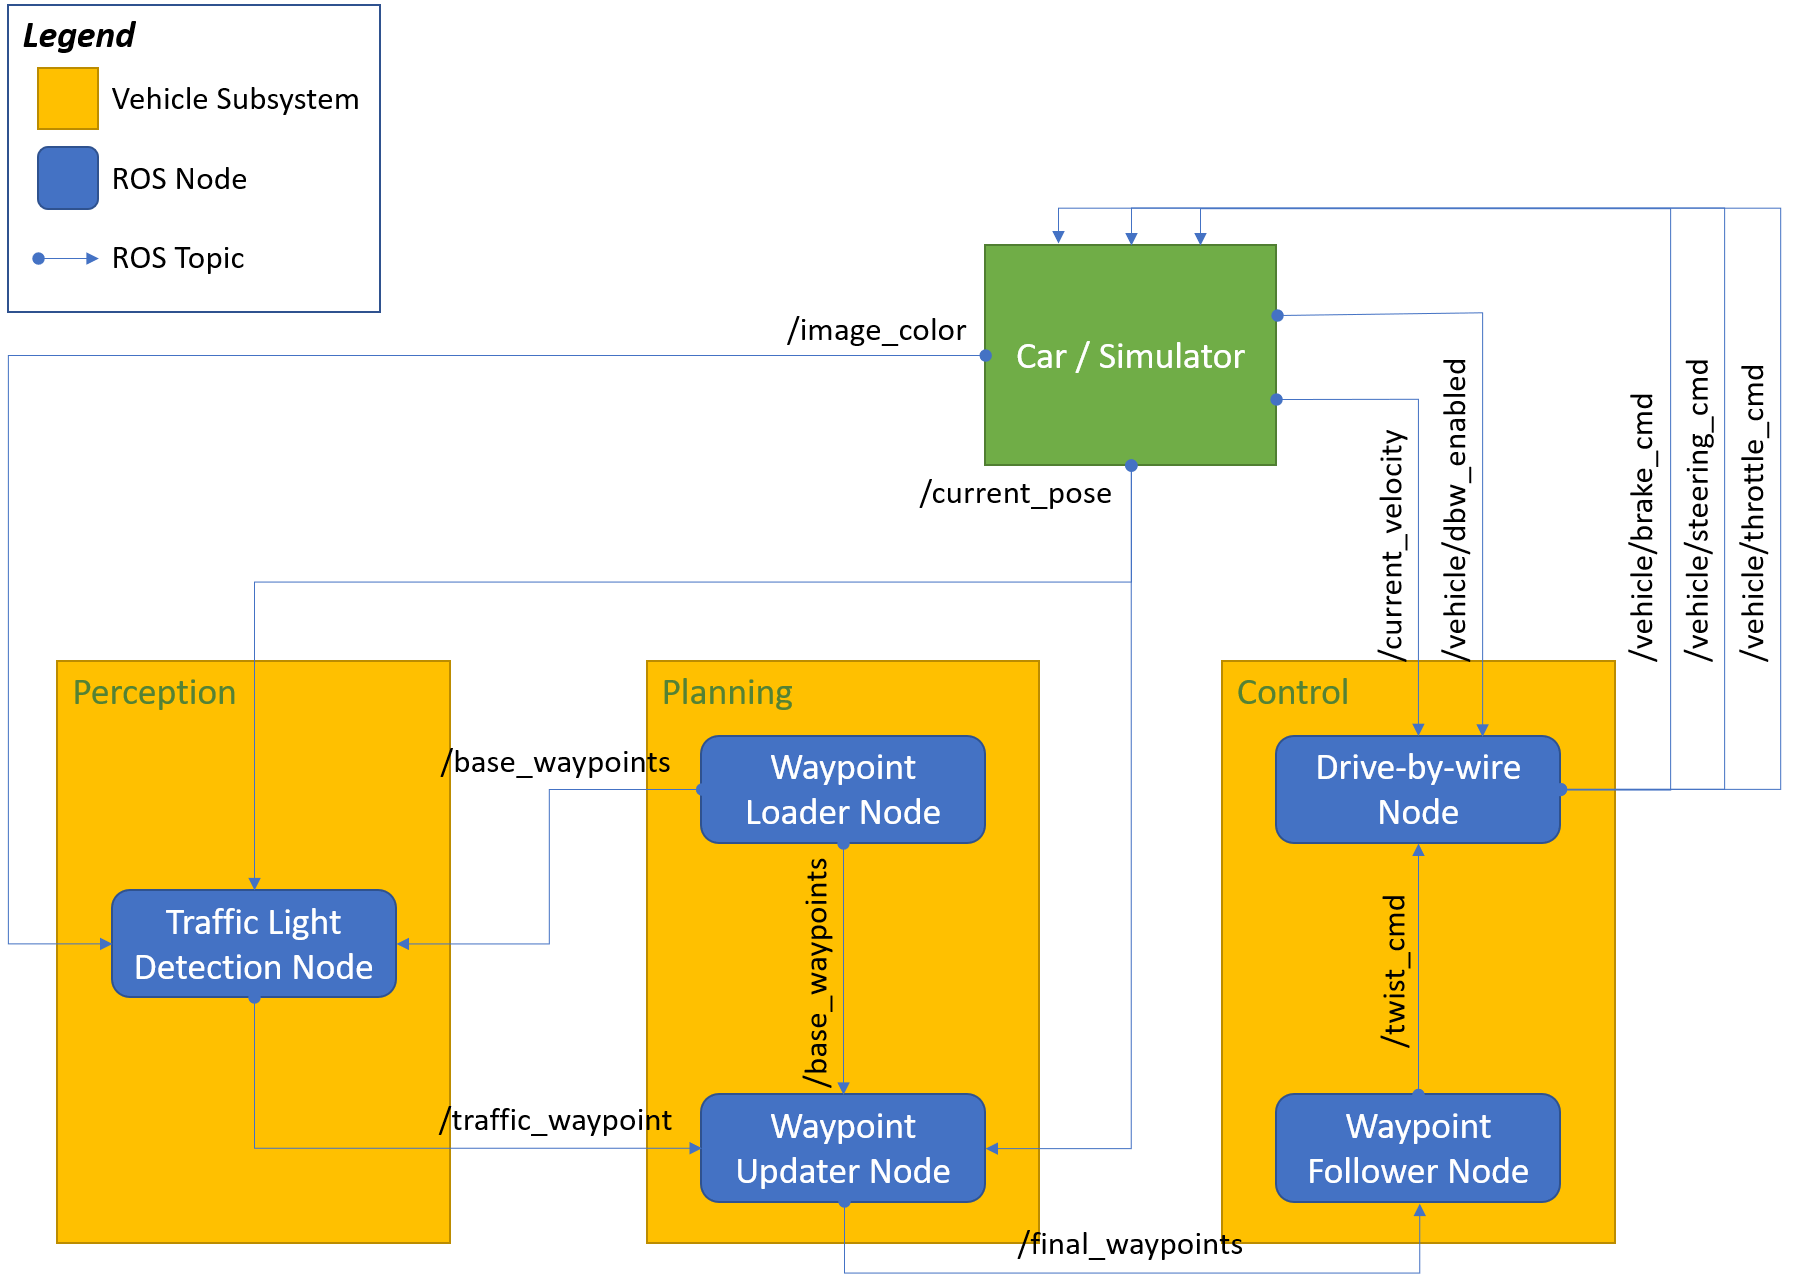 Legend
Vehicle Subsystem
ROS Node
ROS Topic
/image_color
Car / Simulator
/current_pose
/current_velocity
/vehicle/dbw_enabled
/vehicle/brake_cmd
/vehicle/steering_cmd
/vehicle/throttle_cmd
Perception
Planning
Control
/base_waypoints
Waypoint
Loader Node
Drive-by-wire
Node
Traffic Light
Detection Node
/base_waypoints
/twist_cmd
/traffic_waypoint
Waypoint
Updater Node
Waypoint
Follower Node
/final_waypoints